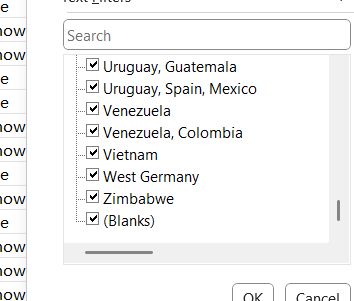 Text Filters
Search
Uruguay, Guatemala
Uruguay, Spain, Mexico
Venezuela
Venezuela, Colombia
Vietnam
West Germany
Zimbabwe
(Blanks)
OK
Cancel